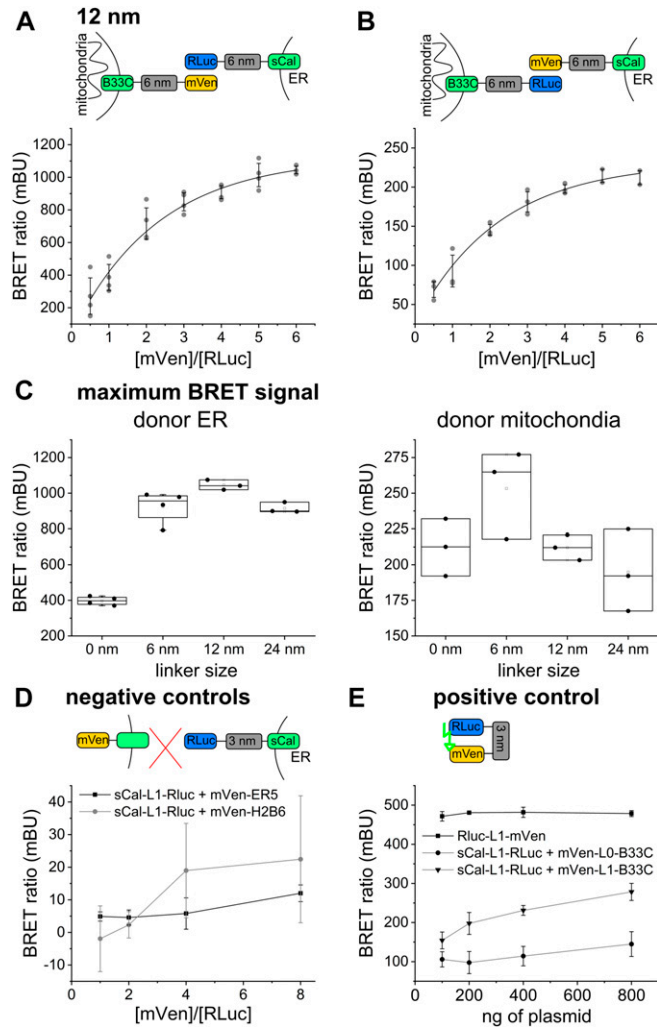 A 12 nm
mitochondria
RLuc 6 nm sCal
B33C 6 nm mVen
ER
BRET ratio (mBU)
1200
1000
800
600
400
200
0 1 2 3 4 5 6
[mVen]/[RLuc]
B
mitochondria
mVen 6 nm sCal
B33C 6 nm RLuc
ER
BRET ratio (mBU)
250
200
150
100
50
0 1 2 3 4 5 6
[mVen]/[RLuc]
C maximum BRET signal
donor ER
BRET ratio (mBU)
1200
1000
800
600
400
200
0 nm 6 nm 12 nm 24 nm
linker size
donor mitochondia
BRET ratio (mBU)
275
250
225
200
175
150
0 nm 6 nm 12 nm 24 nm
linker size
D negative controls
mVen RLuc 3 nm sCal
ER
BRET ratio (mBU)
40
30
20
10
0
-10
sCal-L1-Rluc + mVen-ER5
sCal-L1-Rluc + mVen-H2B6
0 2 4 6 8
[mVen]/[RLuc]
E positive control
RLuc
mVen
3 nm
BRET ratio (mBU)
500
400
300
200
100
Rluc-L1-mVen
sCal-L1-RLuc + mVen-L0-B33C
sCal-L1-RLuc + mVen-L1-B33C
0 200 400 600 800
ng of plasmid